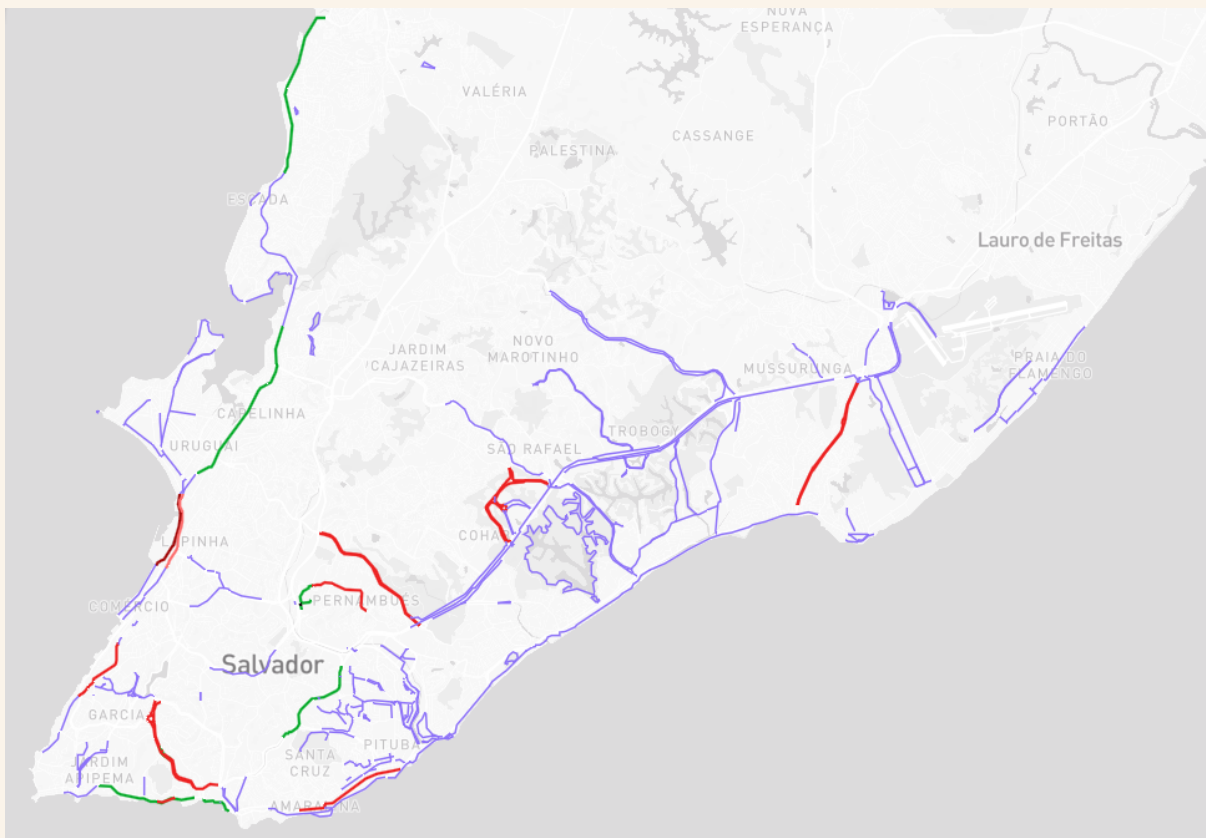 NOVA
ESPERANÇA
VALÉRIA
PORTÃO
CASSANGE
PALESTINA
ESCADA
Lauro de Freitas
NOVO
MAROTINHO
JARDIM
CAJAZEIRAS
MUSSURUNGA
PRAIA DO
FLAMENGO
CAPELINHA
URUGUAI
TROBOGY
SÃO RAFAEL
LAPINHA
COHAB
COMÉRCIO
PERNAMBUÉS
Salvador
GARCIA
PITUBA
SANTA
CRUZ
JARDIM
APIPEMA
AMARALINA